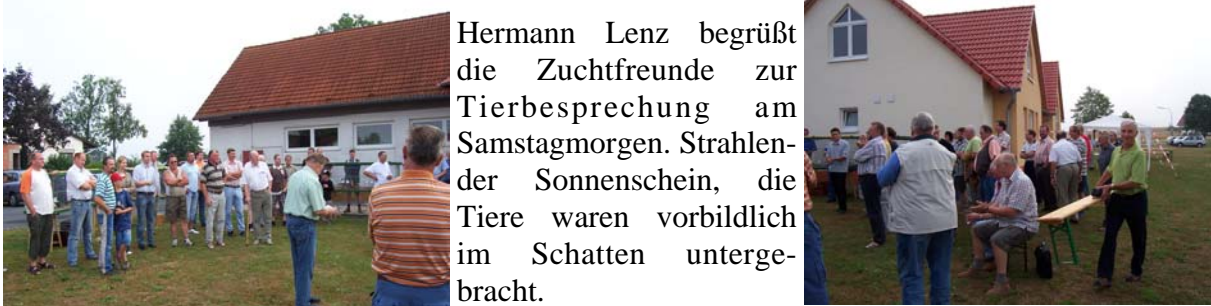 Hermann Lenz begrüßt
die Zuchtfreunde zur
Tierbesprechung am
Samstagmorgen. Strahlen-
der Sonnenschein, die
Tiere waren vorbildlich
im Schatten unterge-
bracht.